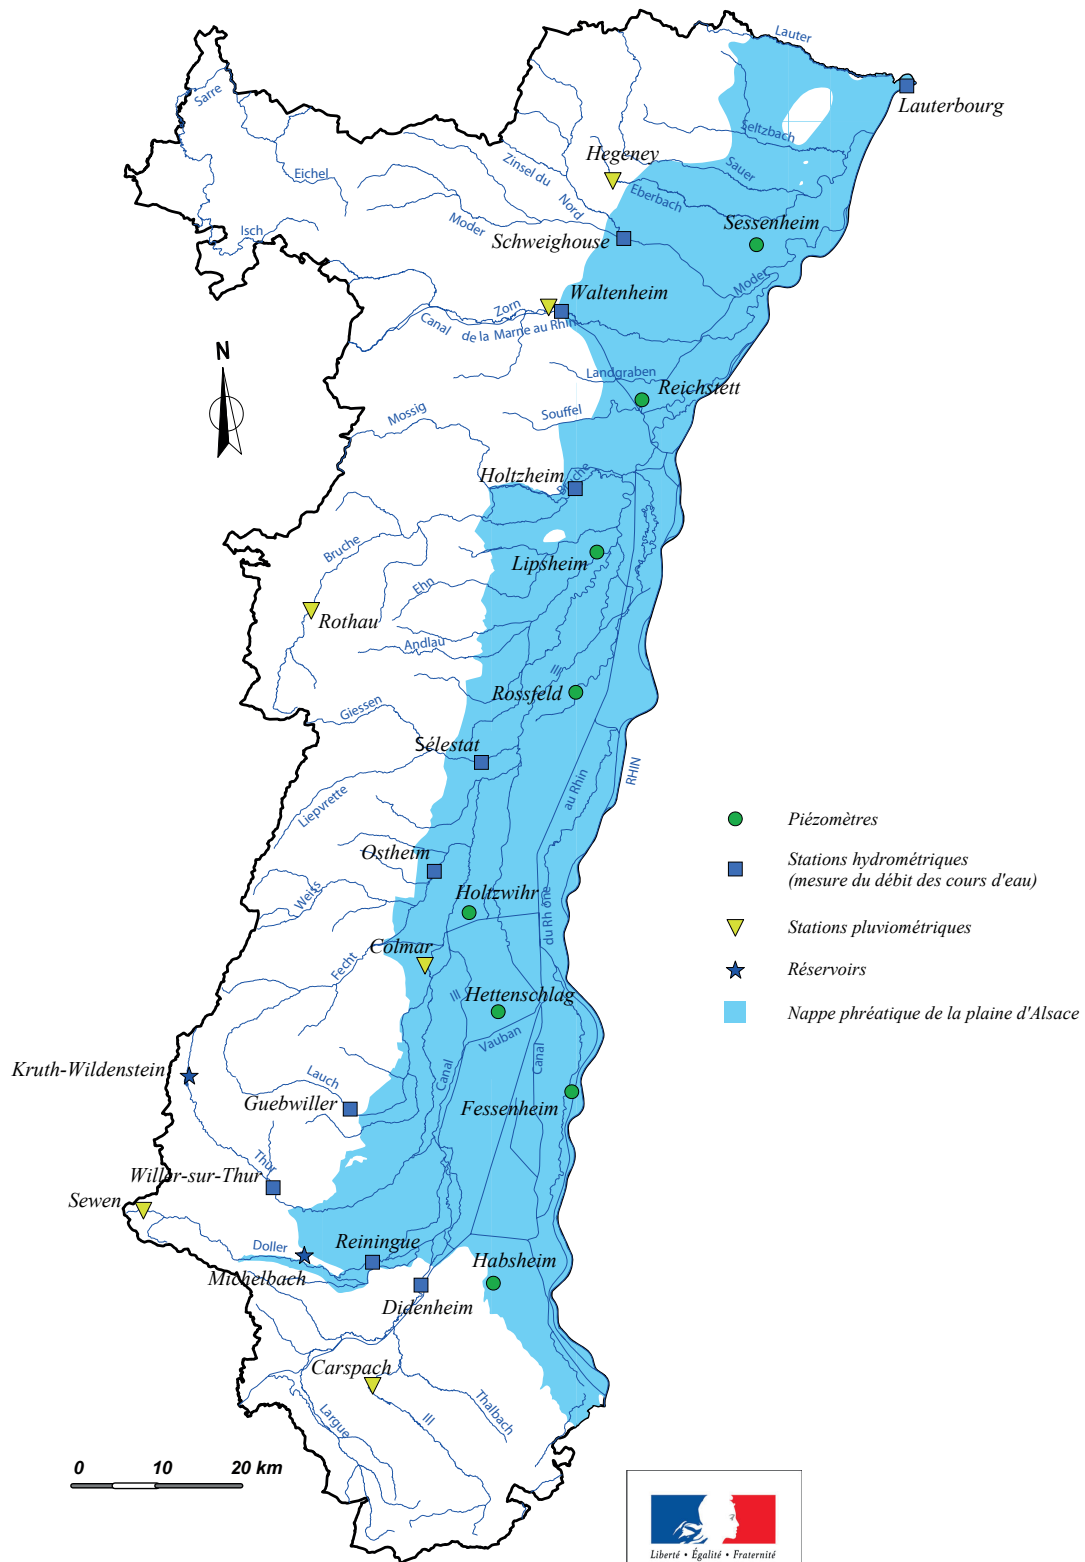 Lauter
Lauterbourg
Sarre
Seltzbach
Hegeney
Zinsel du
Nord
Sauer
Eichel
Eberbach
Moder
Sessenheim
Isch
Schweighouse
Moder
Waltenheim
Zorn
Canal
de la Marne au Rhin
N
Landgraben
Reichstett
Mossig
Souffel
Holtzheim
Bruche
Bruche
Lipsheim
Ehn
Rothau
Andlau
Ill
Rossfeld
Giessen
Sélestat
RHIN
au Rhin
Liepvrette
Piézomètres
Ostheim
Stations hydrométriques
(mesure du débit des cours d'eau)
Weiss
Holtzwihr
du Rhône
Stations pluviométriques
Colmar
Fecht
Réservoirs
Ill
Hettenschlag
Nappe phréatique de la plaine d'Alsace
Vauban
Kruth-Wildenstein
Lauch
Canal
Canal
Guebwiller
Fessenheim
Thur
Willer-sur-Thur
Sewen
Doller
Reiningue
Michelbach
Habsheim
Didenheim
Carspach
Largue
Ill
Thalbach
0 10 20 km
Liberté • Égalité • Fraternité